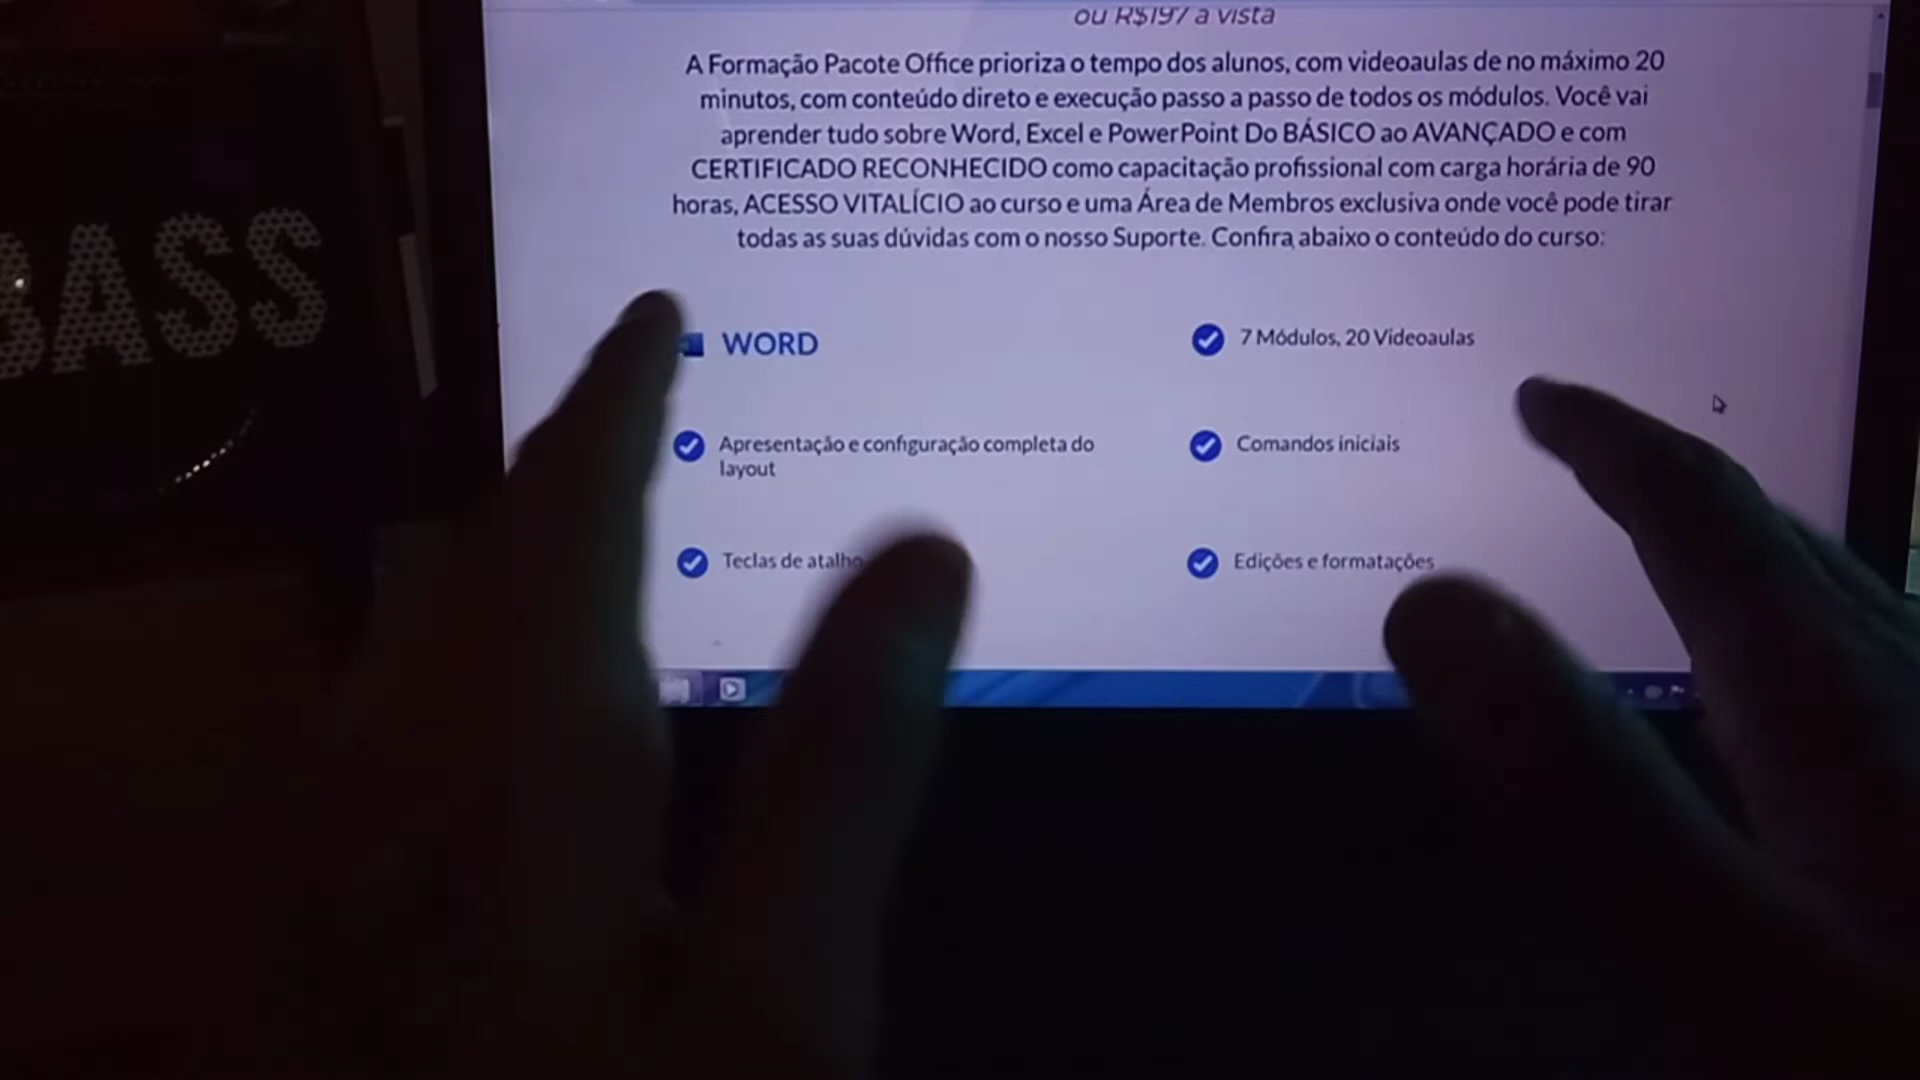 ou R$197 à vista
A Formação Pacote Office prioriza o tempo dos alunos, com videoaulas de no máximo 20
minutos, com conteúdo direto e execução passo a passo de todos os módulos. Você vai
aprender tudo sobre Word, Excel e PowerPoint Do BÁSICO ao AVANÇADO e com
CERTIFICADO RECONHECIDO como capacitação profissional com carga horária de 90
horas, ACESSO VITALÍCIO ao curso e uma Área de Membros exclusiva onde você pode tirar
todas as suas dúvidas com o nosso Suporte. Confira abaixo o conteúdo do curso:
BASS
WORD
7 Módulos, 20 Videoaulas
Apresentação e configuração completa do
layout
Comandos iniciais
Teclas de atalho
Edições e formatações